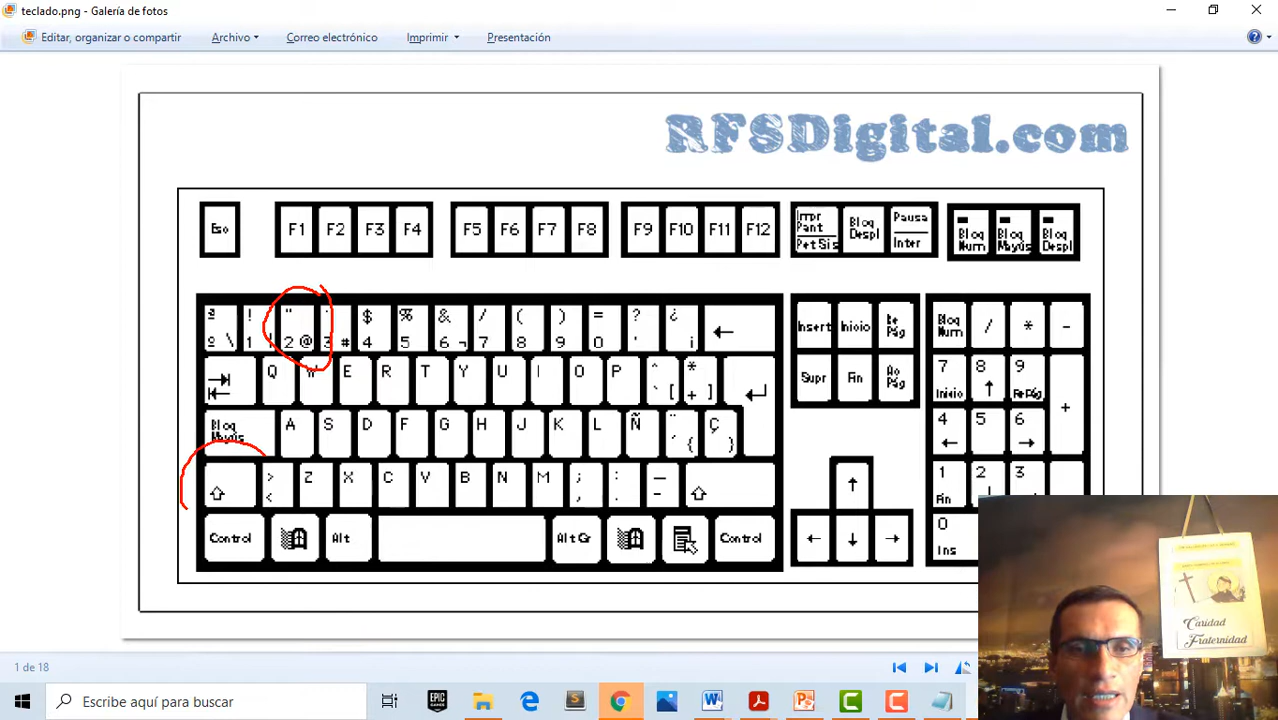 teclado.png - Galería de fotos
Editar, organizar o compartir Archivo Correo electrónico Imprimir Presentación
RFSDigital.com
Esc F1 F2 F3 F4 F5 F6 F7 F8 F9 F10 F11 F12 Impr Pant PetSis Bloq Despl Pausa Inter Bloq Num Bloq Mayús Bloq Despl
ª ! " · $ % & / ( ) = ? ¿
º \ 1 | 2 @ 3 # 4 5 6 ¬ 7 8 9 0 ' ¡ ←
Insert Inicio Re Pág Bloq Num / * -
Q W E R T Y U I O P ^ ` [ * + ]
Supr Fin Av Pág 7 Inicio 8 ↑ 9 RePág +
Bloq Mayús A S D F G H J K L Ñ ¨ ´ { Ç }
4 ← 5 6 →
> < Z X C V B N M ; , : . _ -
↑ 1 Fin 2 3
Control Alt Alt Gr Control
← ↓ → 0 Ins
Caridad
Fraternidad
1 de 18
Escribe aquí para buscar
EPIC GAMES